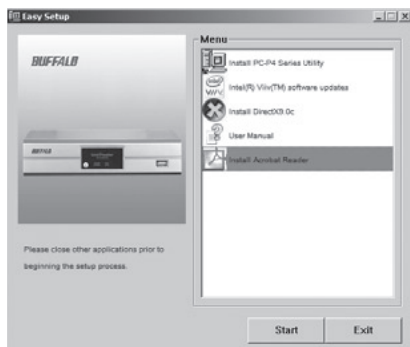 Easy Setup
BUFFALO
BUFFALO
Please close other applications prior to
beginning the setup process.
Menu
Install PC-P4 Series Utility
Intel(R) Viiv(TM) software updates
Install DirectX9.0c
User Manual
Install Acrobat Reader
Start
Exit